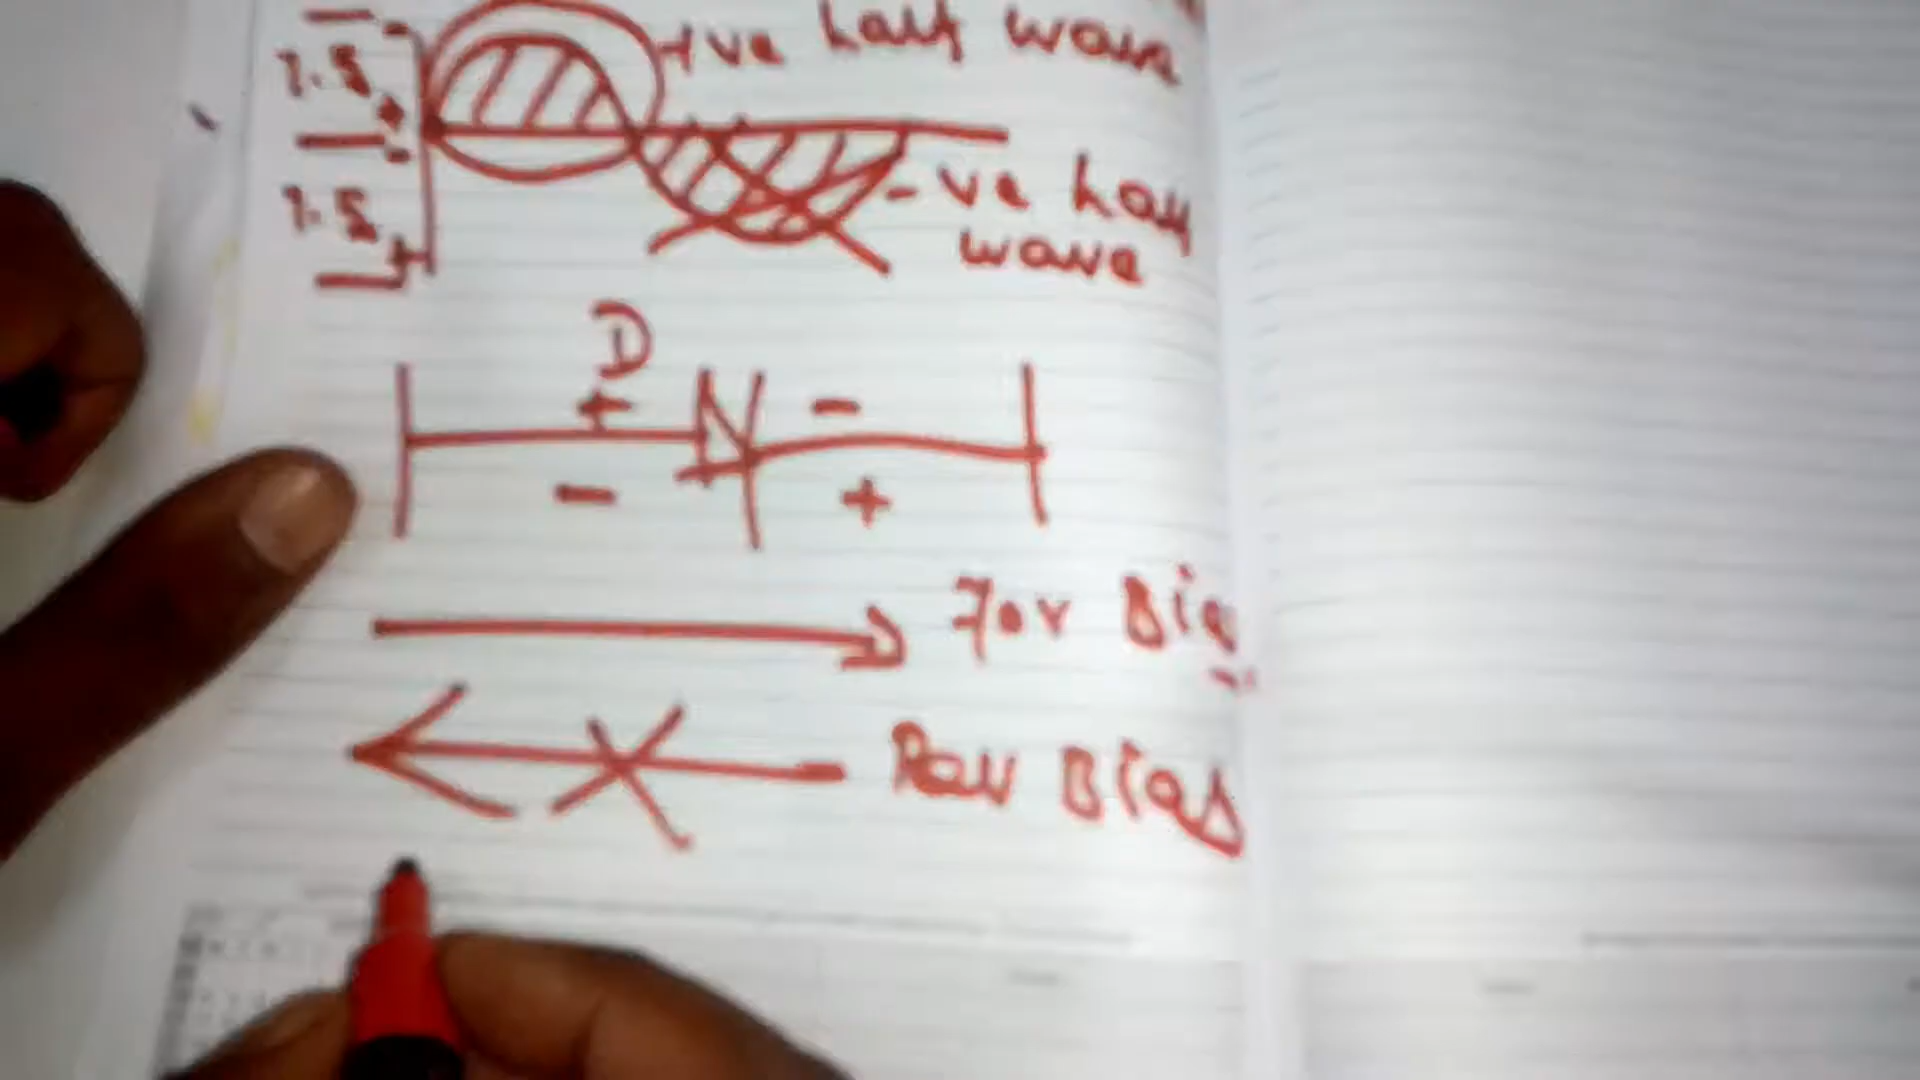 +ve half wave
1.5
1.5
-ve half
wave
D
+ -
- +
For Bias
Rev Bias